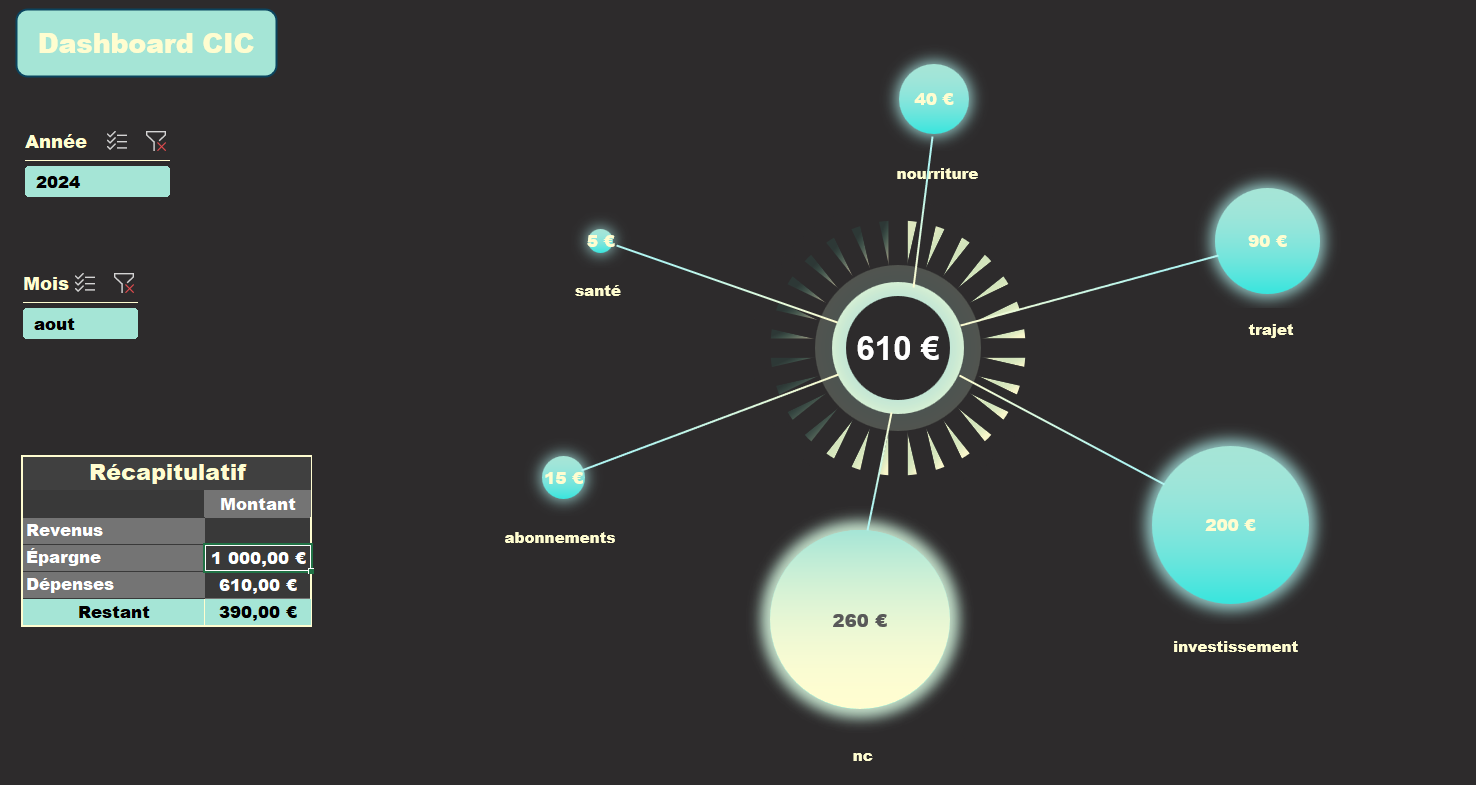 Dashboard CIC
Année
2024
Mois
aout
Récapitulatif
Montant
Revenus
Épargne 1 000,00 €
Dépenses 610,00 €
Restant 390,00 €
40 €
nourriture
90 €
trajet
5 €
santé
610 €
15 €
abonnements
200 €
investissement
260 €
nc